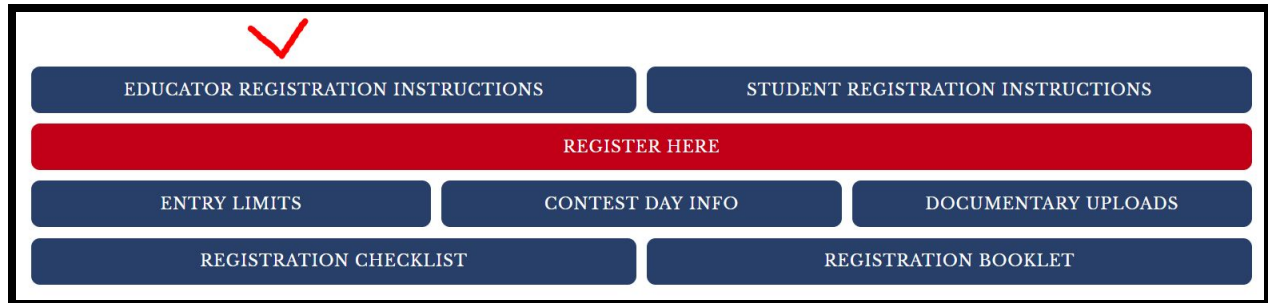 EDUCATOR REGISTRATION INSTRUCTIONS
STUDENT REGISTRATION INSTRUCTIONS
REGISTER HERE
ENTRY LIMITS
CONTEST DAY INFO
DOCUMENTARY UPLOADS
REGISTRATION CHECKLIST
REGISTRATION BOOKLET